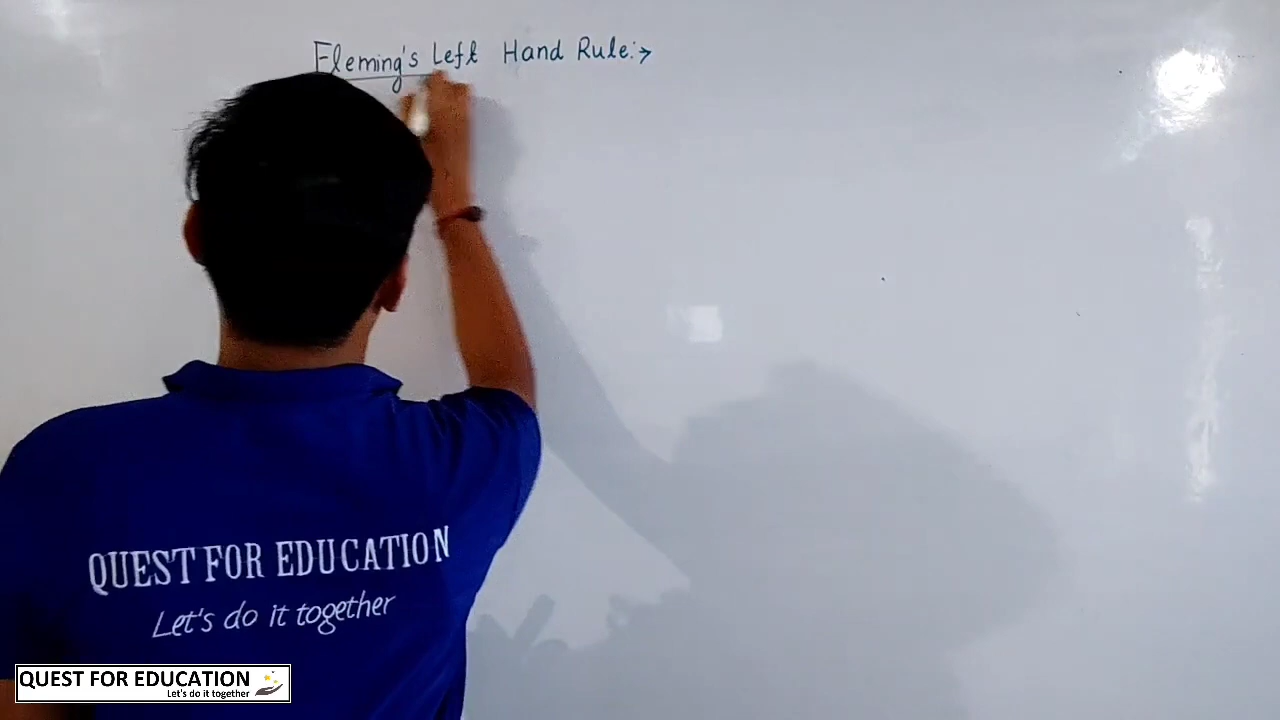 Fleming's Left Hand Rule:→
QUEST FOR EDUCATION
Let's do it together
QUEST FOR EDUCATION
Let's do it together